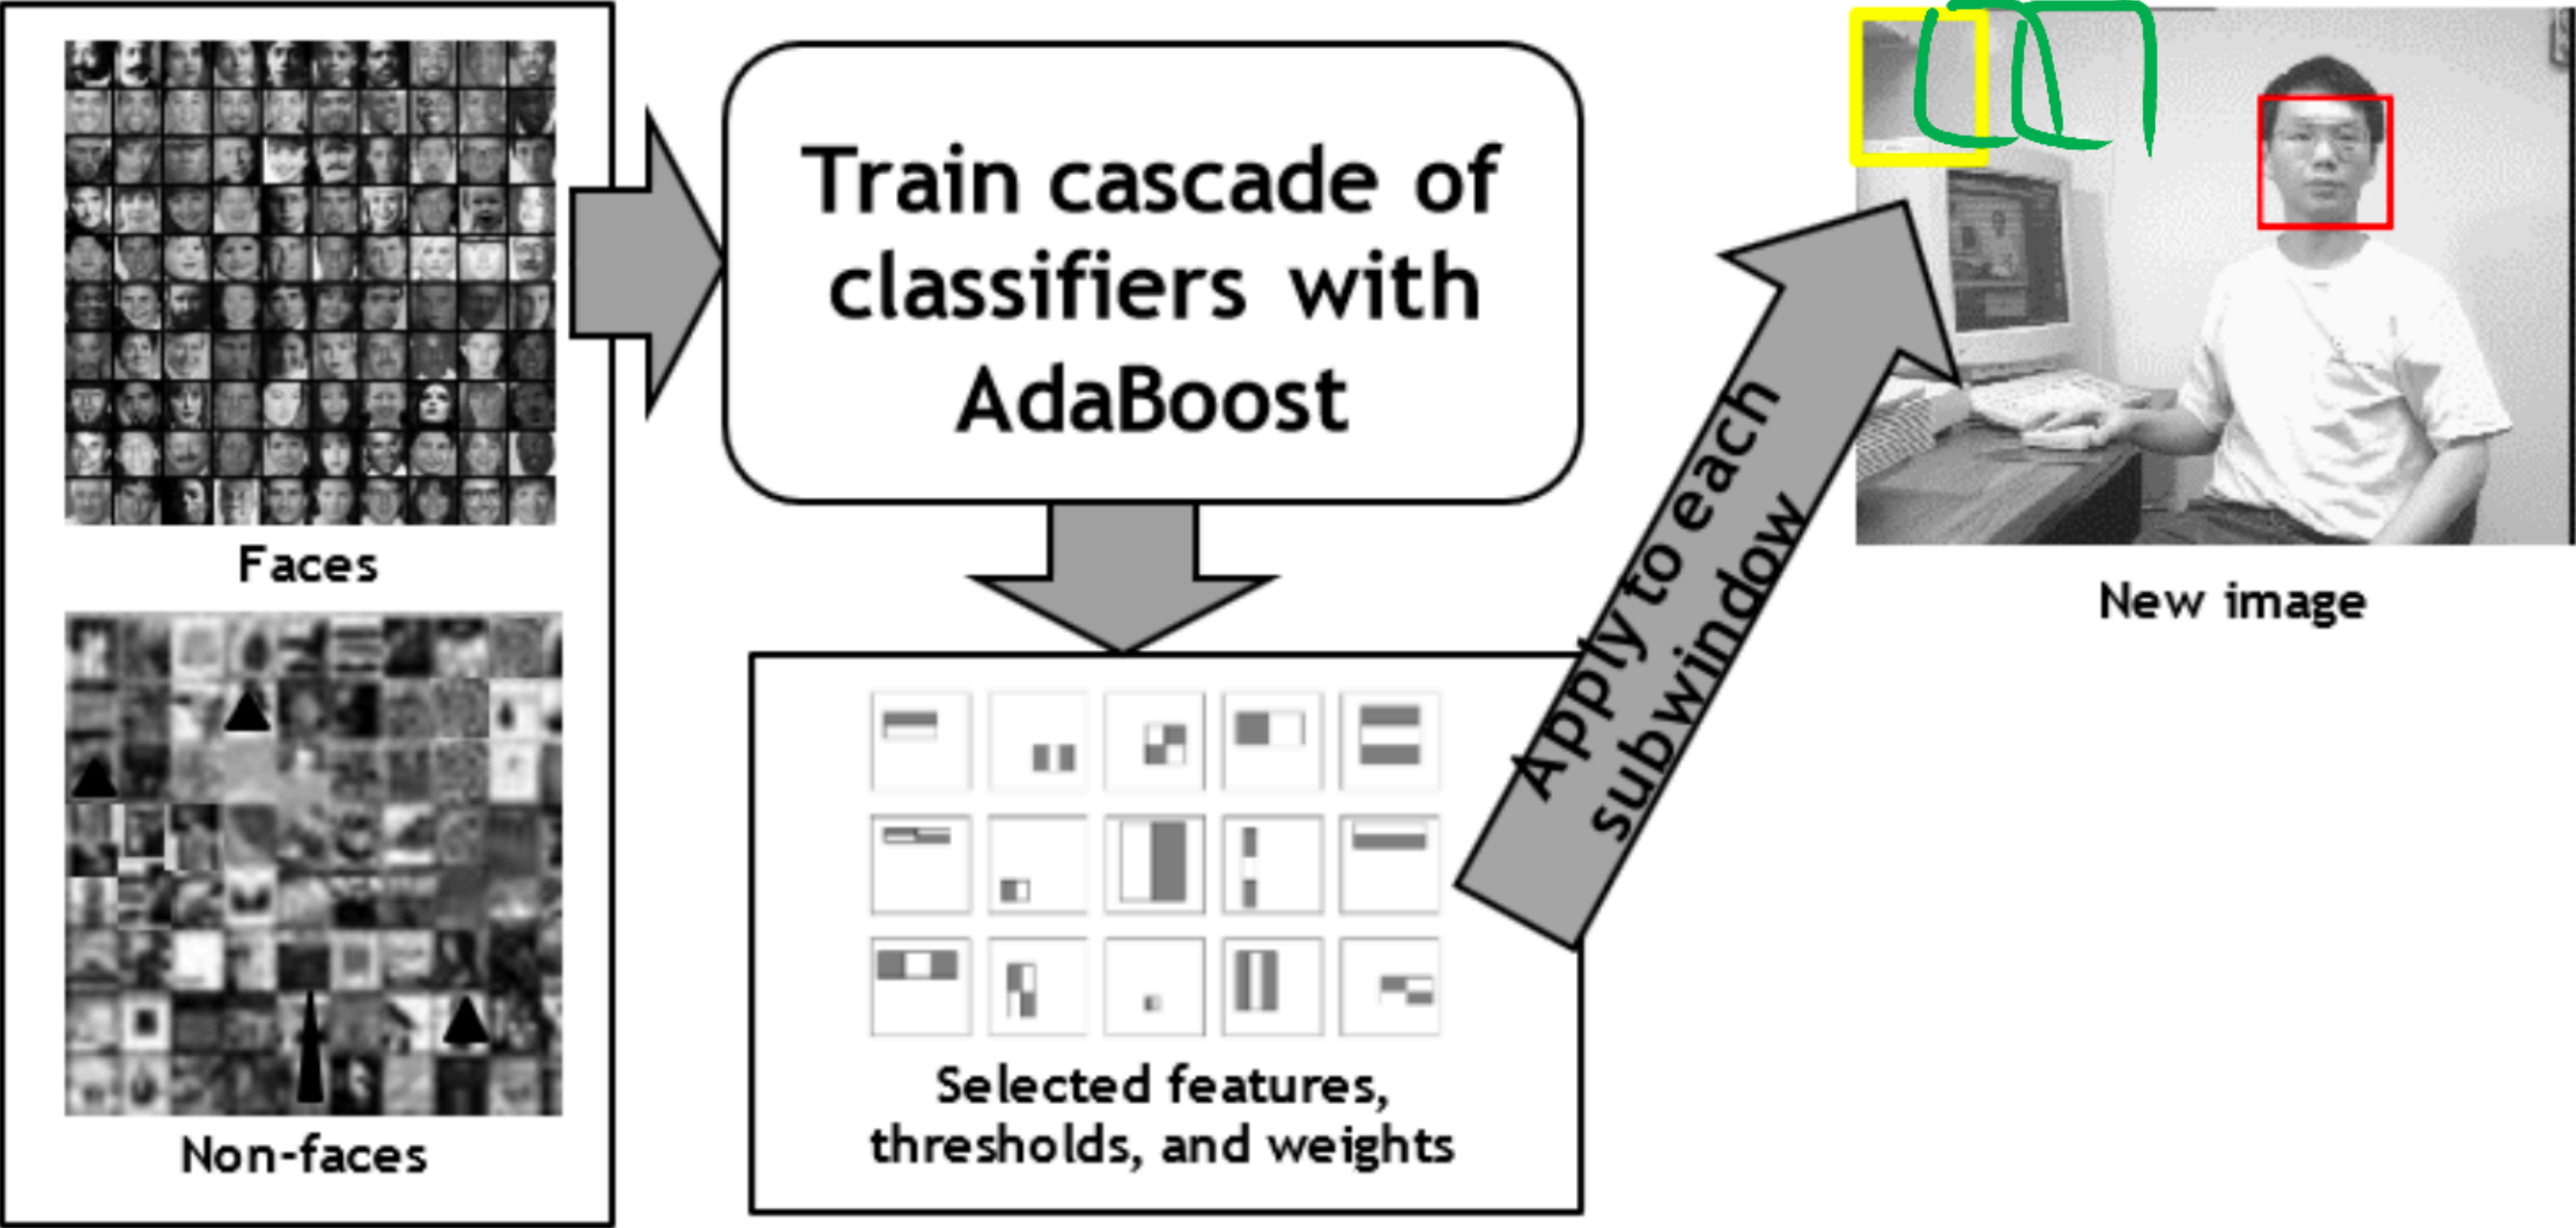 Faces
Non-faces
Train cascade of
classifiers with
AdaBoost
Selected features,
thresholds, and weights
Apply to each
subwindow
New image